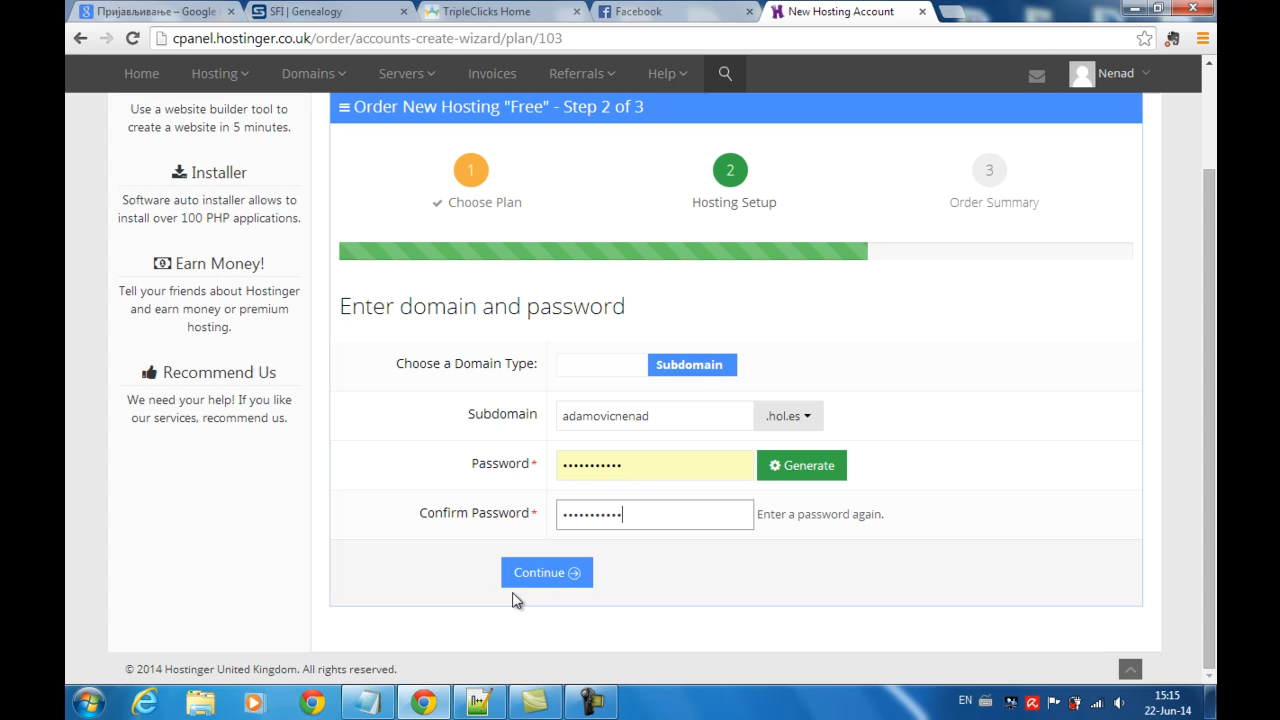 Пријављивање – Google
SFI | Genealogy
TripleClicks Home
Facebook
New Hosting Account
cpanel.hostinger.co.uk/order/accounts-create-wizard/plan/103
Home
Hosting
Domains
Servers
Invoices
Referrals
Help
Nenad
Use a website builder tool to
create a website in 5 minutes.
Installer
Software auto installer allows to
install over 100 PHP applications.
Earn Money!
Tell your friends about Hostinger
and earn money or premium
hosting.
Recommend Us
We need your help! If you like
our services, recommend us.
Order New Hosting "Free" - Step 2 of 3
1
2
3
Choose Plan
Hosting Setup
Order Summary
Enter domain and password
Choose a Domain Type:
Subdomain
Subdomain
adamovicnenad
.hol.es
Password*
•••••••••••
Generate
Confirm Password*
•••••••••••
Enter a password again.
Continue
© 2014 Hostinger United Kingdom. All rights reserved.
EN
15:15
22-Jun-14